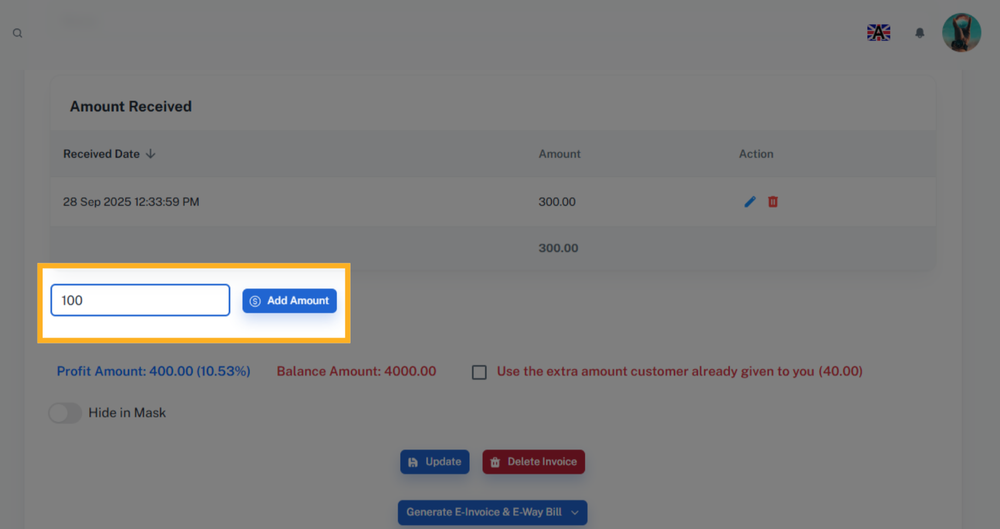 A
Amount Received
Received Date Amount Action
28 Sep 2025 12:33:59 PM 300.00
300.00
100 Add Amount
Profit Amount: 400.00 (10.53%) Balance Amount: 4000.00 Use the extra amount customer already given to you (40.00)
Hide in Mask
Update Delete Invoice
Generate E-Invoice & E-Way Bill